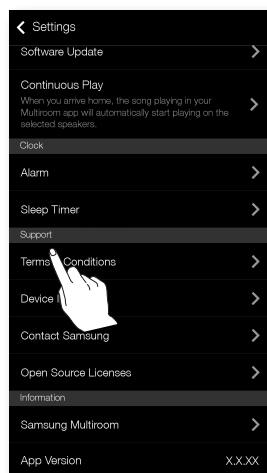 Settings
Software Update
Continuous Play
When you arrive home, the song playing in your
Multiroom app will automatically start playing on the
selected speakers.
Clock
Alarm
Sleep Timer
Support
Terms Conditions
Device
Contact Samsung
Open Source Licenses
Information
Samsung Multiroom
App Version X.X.XX